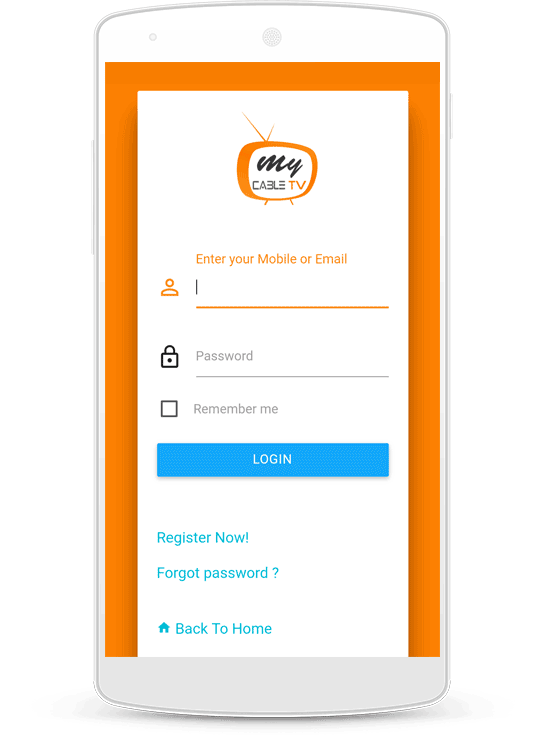 My
CABLE TV
Enter your Mobile or Email
Password
Remember me
LOGIN
Register Now!
Forgot password ?
Back To Home